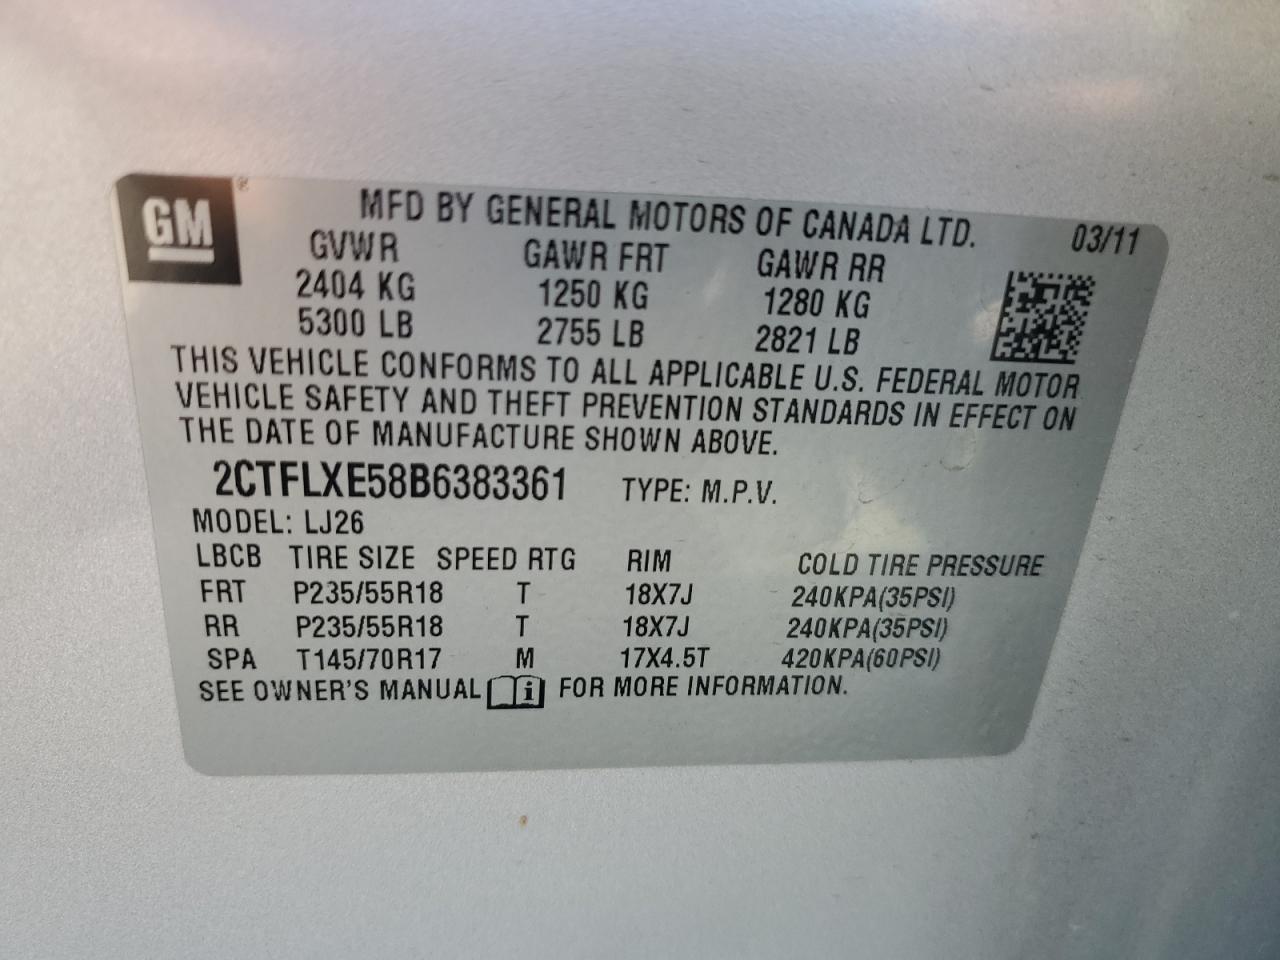 GM ®
MFD BY GENERAL MOTORS OF CANADA LTD. 03/11
GVWR GAWR FRT GAWR RR
2404 KG 1250 KG 1280 KG
5300 LB 2755 LB 2821 LB
THIS VEHICLE CONFORMS TO ALL APPLICABLE U.S. FEDERAL MOTOR
VEHICLE SAFETY AND THEFT PREVENTION STANDARDS IN EFFECT ON
THE DATE OF MANUFACTURE SHOWN ABOVE.
2CTFLXE58B6383361 TYPE: M.P.V.
MODEL: LJ26
LBCB TIRE SIZE SPEED RTG RIM COLD TIRE PRESSURE
FRT P235/55R18 T 18X7J 240KPA(35PSI)
RR P235/55R18 T 18X7J 240KPA(35PSI)
SPA T145/70R17 M 17X4.5T 420KPA(60PSI)
SEE OWNER'S MANUAL i FOR MORE INFORMATION.